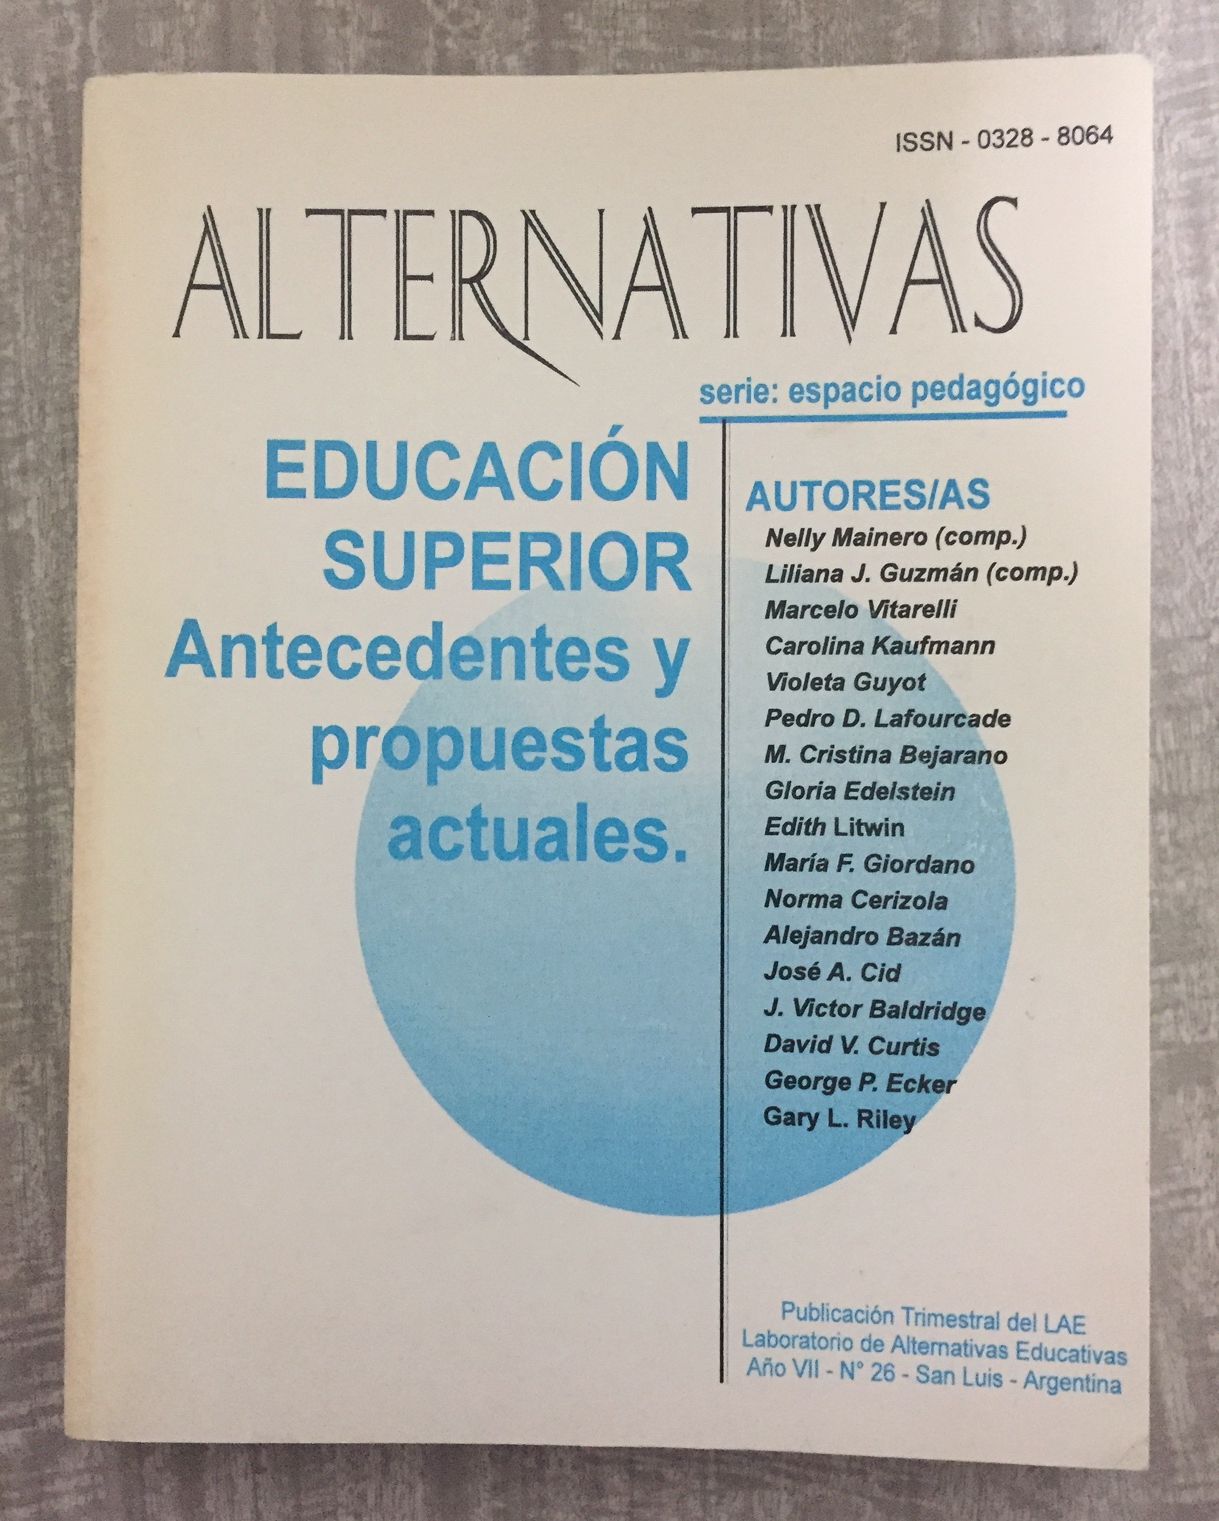 ISSN - 0328 - 8064
ALTERNATIVAS
serie: espacio pedagógico
EDUCACIÓN
SUPERIOR
Antecedentes y
propuestas
actuales.
AUTORES/AS
Nelly Mainero (comp.)
Liliana J. Guzmán (comp.)
Marcelo Vitarelli
Carolina Kaufmann
Violeta Guyot
Pedro D. Lafourcade
M. Cristina Bejarano
Gloria Edelstein
Edith Litwin
María F. Giordano
Norma Cerizola
Alejandro Bazán
José A. Cid
J. Victor Baldridge
David V. Curtis
George P. Ecker
Gary L. Riley
Publicación Trimestral del LAE
Laboratorio de Alternativas Educativas
Año VII - N° 26 - San Luis - Argentina